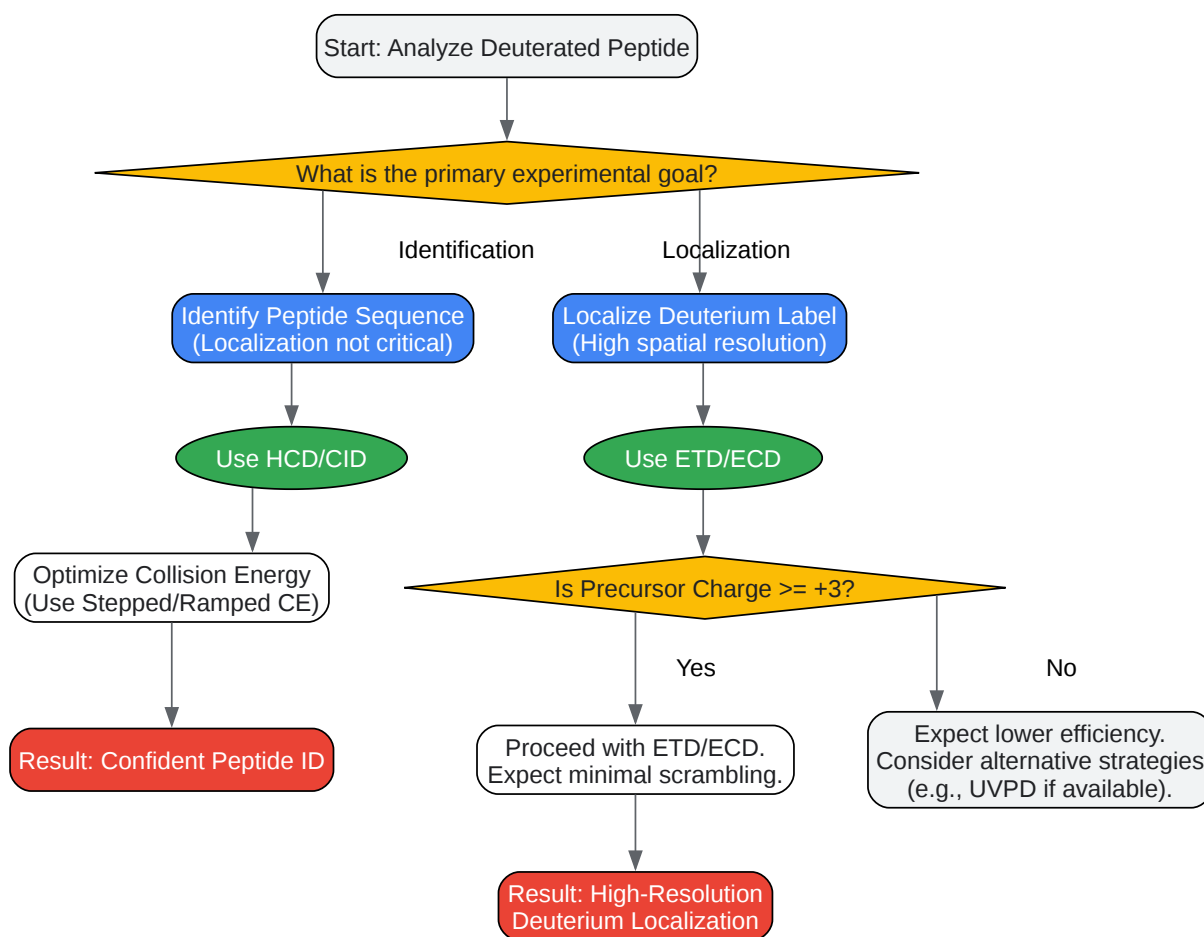 Start: Analyze Deuterated Peptide
What is the primary experimental goal?
Identification
Localization
Identify Peptide Sequence
(Localization not critical)
Localize Deuterium Label
(High spatial resolution)
Use HCD/CID
Use ETD/ECD
Optimize Collision Energy
(Use Stepped/Ramped CE)
Is Precursor Charge >= +3?
Yes
No
Result: Confident Peptide ID
Proceed with ETD/ECD.
Expect minimal scrambling.
Expect lower efficiency.
Consider alternative strategies
(e.g., UVPD if available).
Result: High-Resolution
Deuterium Localization